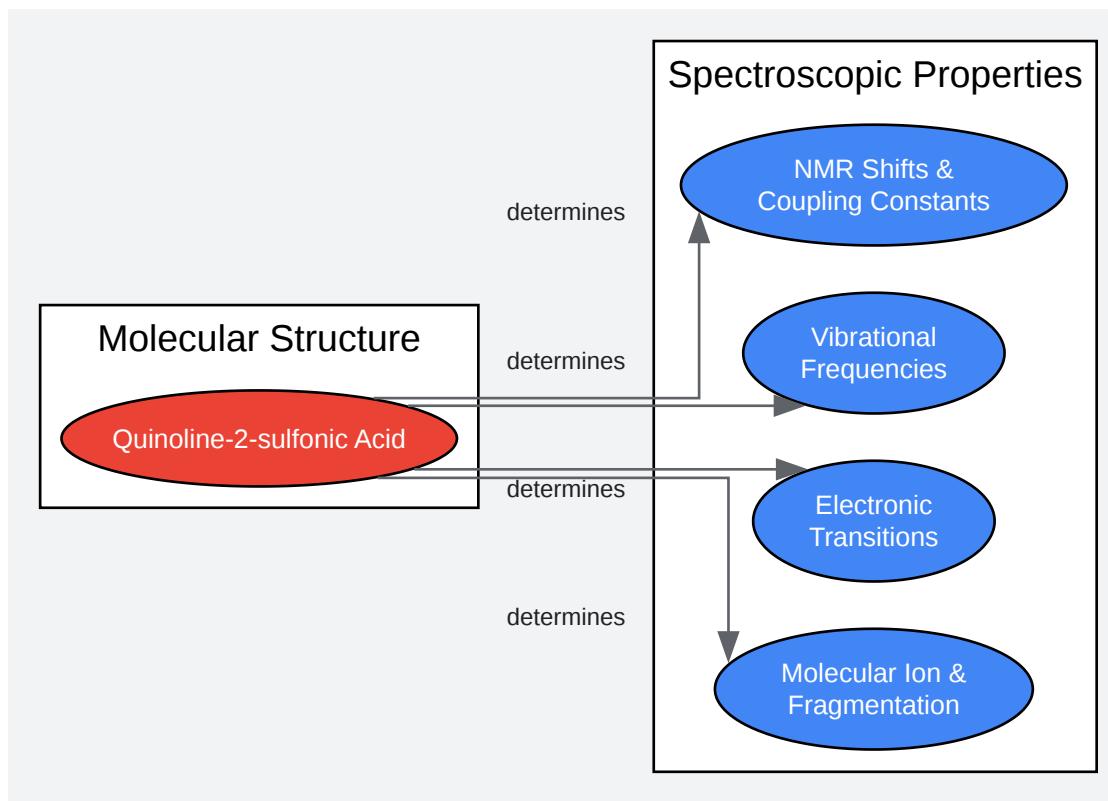 Spectroscopic Properties
NMR Shifts &
Coupling Constants
determines
Molecular Structure
Quinoline-2-sulfonic Acid
determines
Vibrational
Frequencies
determines
Electronic
Transitions
determines
Molecular Ion &
Fragmentation